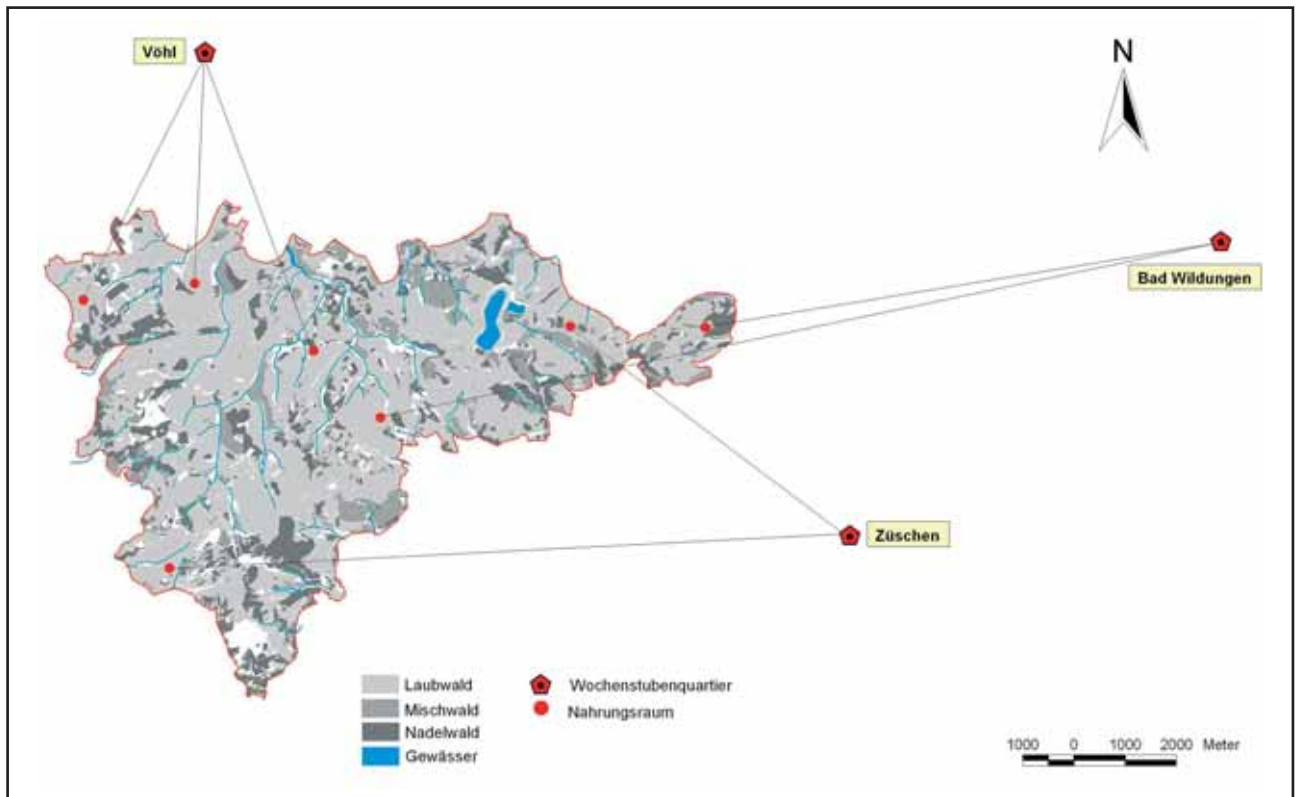 Vöhl
N
Bad Wildungen
Züschen
Laubwald
Mischwald
Nadelwald
Gewässer
Wochenstubenquartier
Nahrungsraum
1000 0 1000 2000 Meter